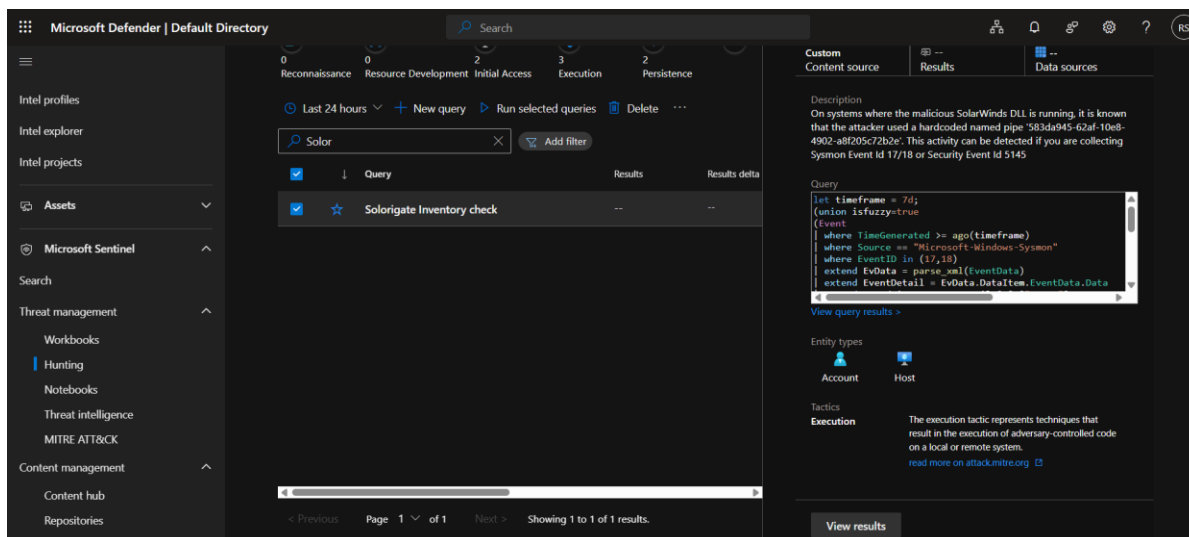 Microsoft Defender | Default Directory
Search
RS
Intel profiles
Intel explorer
Intel projects
Assets
Microsoft Sentinel
Search
Threat management
Workbooks
Hunting
Notebooks
Threat intelligence
MITRE ATT&CK
Content management
Content hub
Repositories
0 0 2 3 2
Reconnaissance Resource Development Initial Access Execution Persistence
Last 24 hours New query Run selected queries Delete ...
Solor
Add filter
Query Results Results delta
Solorigate Inventory check -- --
< Previous Page 1 of 1 Next > Showing 1 to 1 of 1 results.
Custom -- --
Content source Results Data sources
Description
On systems where the malicious SolarWinds DLL is running, it is known
that the attacker used a hardcoded named pipe '583da945-62af-10e8-
4902-a8f205c72b2e'. This activity can be detected if you are collecting
Sysmon Event Id 17/18 or Security Event Id 5145
Query
let timeframe = 7d;
(union isfuzzy=true
(Event
| where TimeGenerated >= ago(timeframe)
| where Source == "Microsoft-Windows-Sysmon"
| where EventID in (17,18)
| extend EvData = parse_xml(EventData)
| extend EventDetail = EvData.DataItem.EventData.Data
View query results >
Entity types
Account Host
Tactics
Execution
The execution tactic represents techniques that
result in the execution of adversary-controlled code
on a local or remote system.
read more on attack.mitre.org
View results